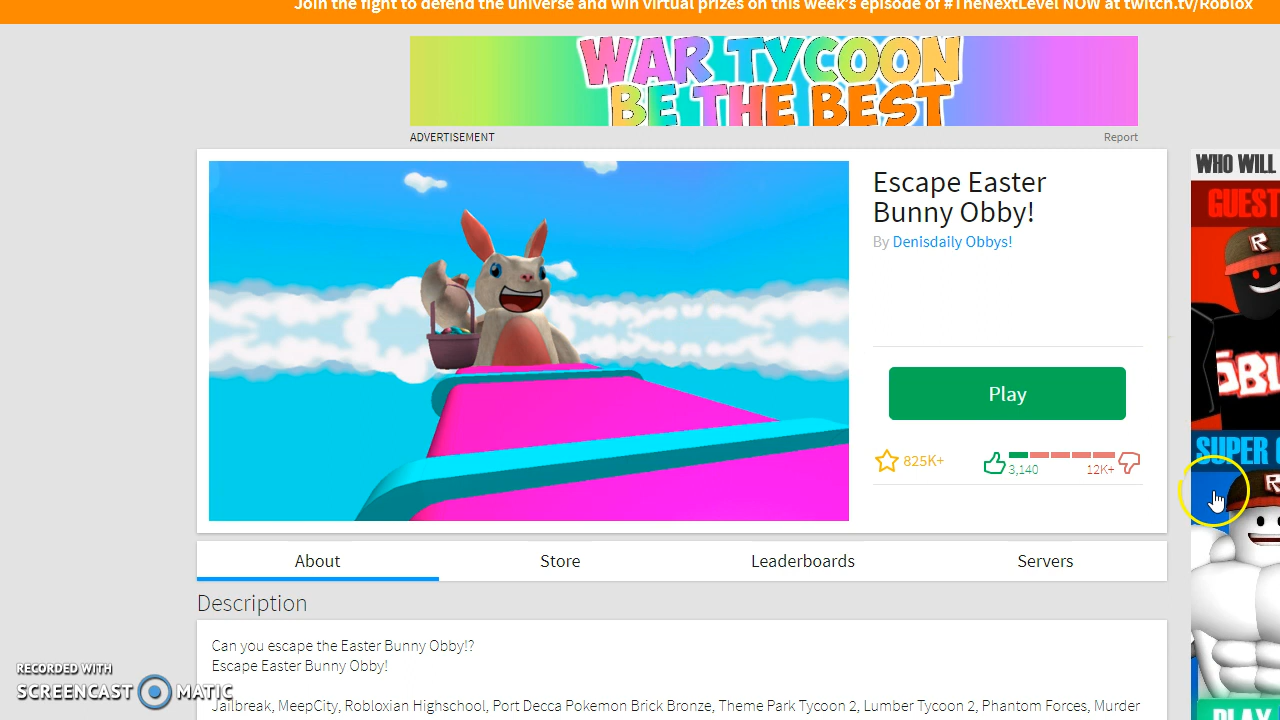 Join the fight to defend the universe and win virtual prizes on this week's episode of #TheNextLevel NOW at twitch.tv/Roblox
WAR TYCOON
BE THE BEST
ADVERTISEMENT
Report
WHO WILL
GUEST
Escape Easter
Bunny Obby!
By Denisdaily Obbys!
Play
825K+
3,140
12K+
SUPER
About
Store
Leaderboards
Servers
Description
Can you escape the Easter Bunny Obby!?
Escape Easter Bunny Obby!
RECORDED WITH
SCREENCAST MATIC
Jailbreak, MeepCity, Robloxian Highschool, Port Decca Pokemon Brick Bronze, Theme Park Tycoon 2, Lumber Tycoon 2, Phantom Forces, Murder
PLAY